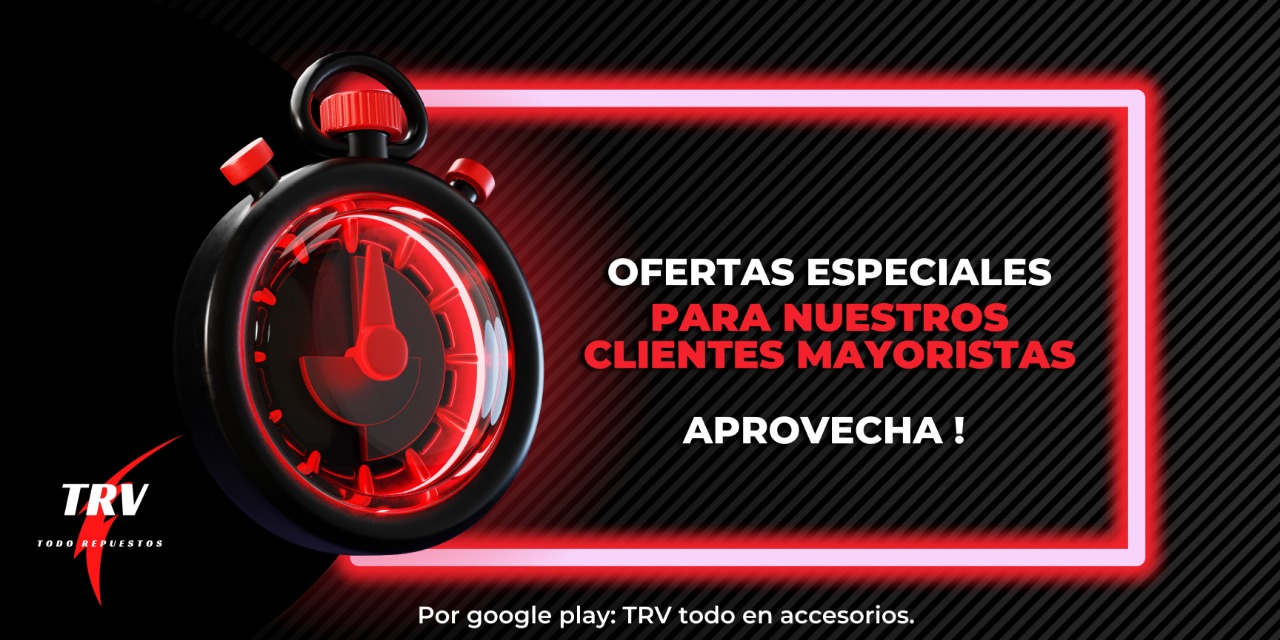 OFERTAS ESPECIALES
PARA NUESTROS
CLIENTES MAYORISTAS
APROVECHA !
TRV
TODO REPUESTOS
Por google play: TRV todo en accesorios.